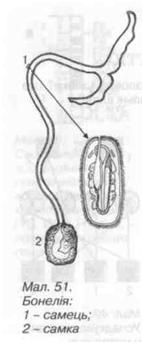 1
2
Мал. 51.
Бонелія:
1 – самець;
2 – самка